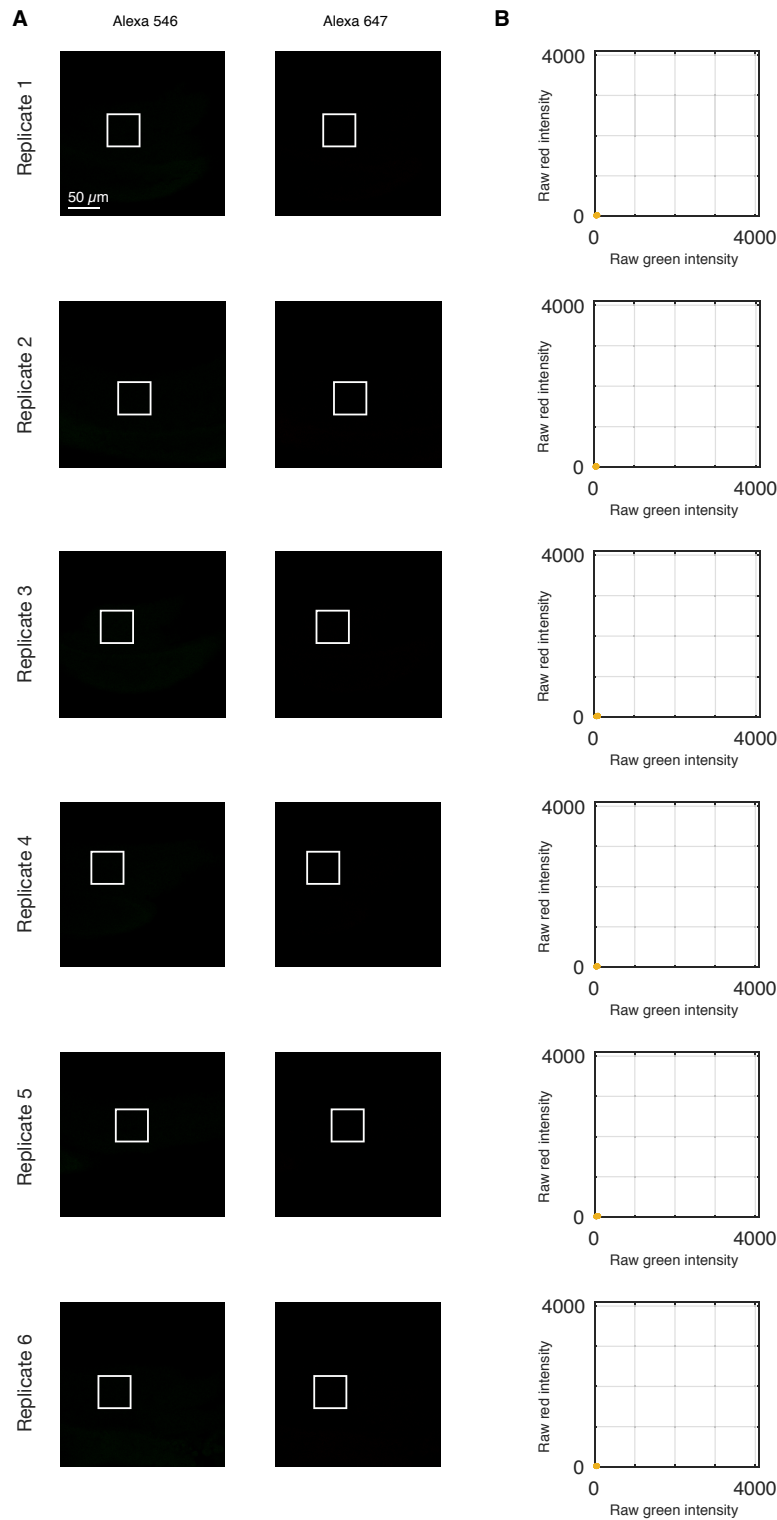 A
Alexa 546
Alexa 647
B
Replicate 1
50 µm
4000
Raw red intensity
0
0
4000
Raw green intensity
Replicate 2
4000
Raw red intensity
0
0
4000
Raw green intensity
Replicate 3
4000
Raw red intensity
0
0
4000
Raw green intensity
Replicate 4
4000
Raw red intensity
0
0
4000
Raw green intensity
Replicate 5
4000
Raw red intensity
0
0
4000
Raw green intensity
Replicate 6
4000
Raw red intensity
0
0
4000
Raw green intensity